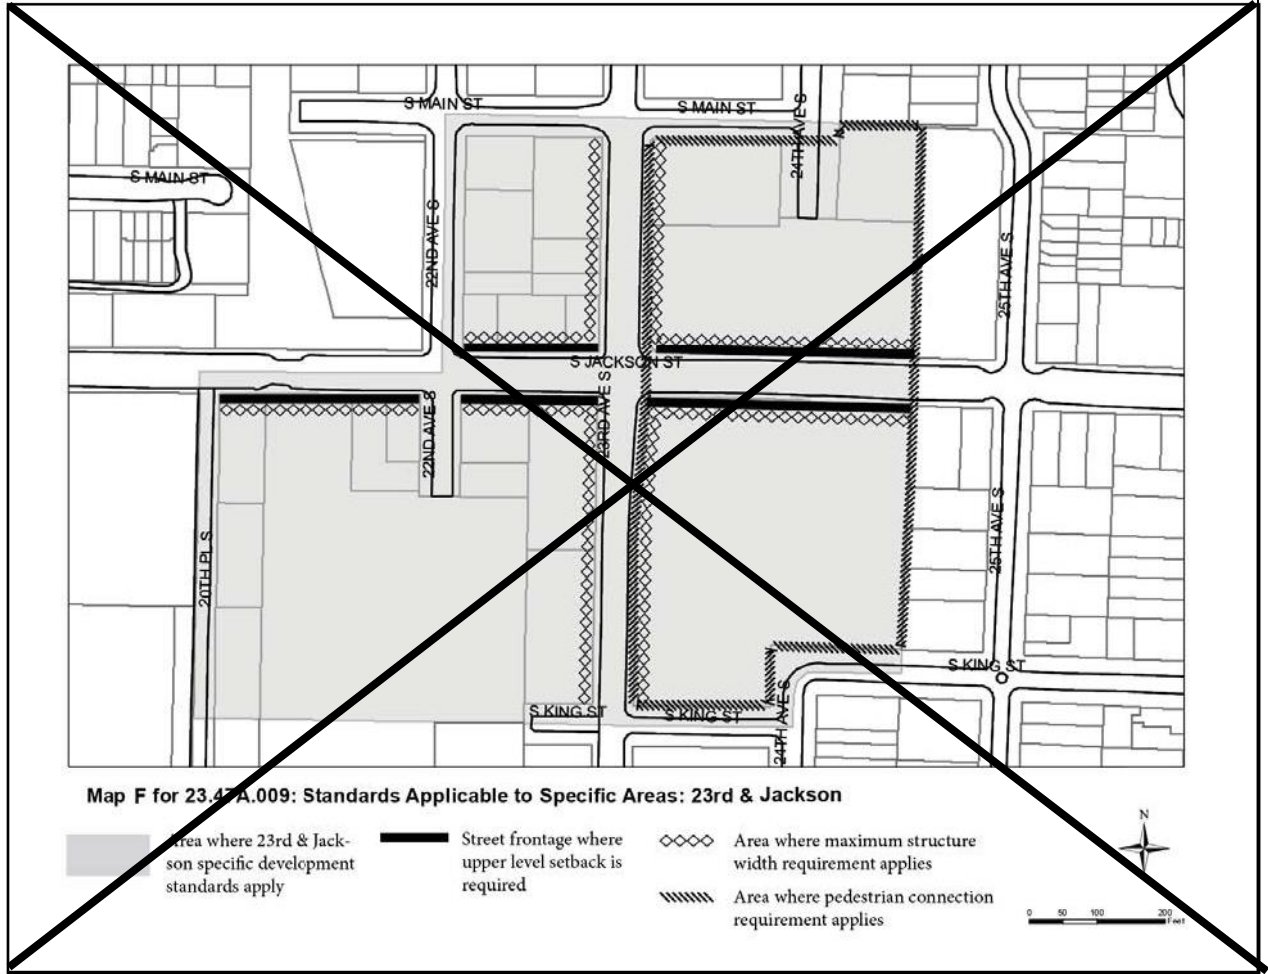 S MAIN ST
S MAIN ST
24TH AVE S
S MAIN ST
22ND AVE S
25TH AVE S
S JACKSON ST
23RD AVE S
22ND AVE S
25TH AVE S
20TH PL S
S KING ST
S KING ST
S KING ST
24TH AVE S
Map F for 23.47A.009: Standards Applicable to Specific Areas: 23rd & Jackson
Area where 23rd & Jack-
son specific development
standards apply
Street frontage where
upper level setback is
required
Area where maximum structure
width requirement applies
Area where pedestrian connection
requirement applies
N
0 50 100 200
Feet